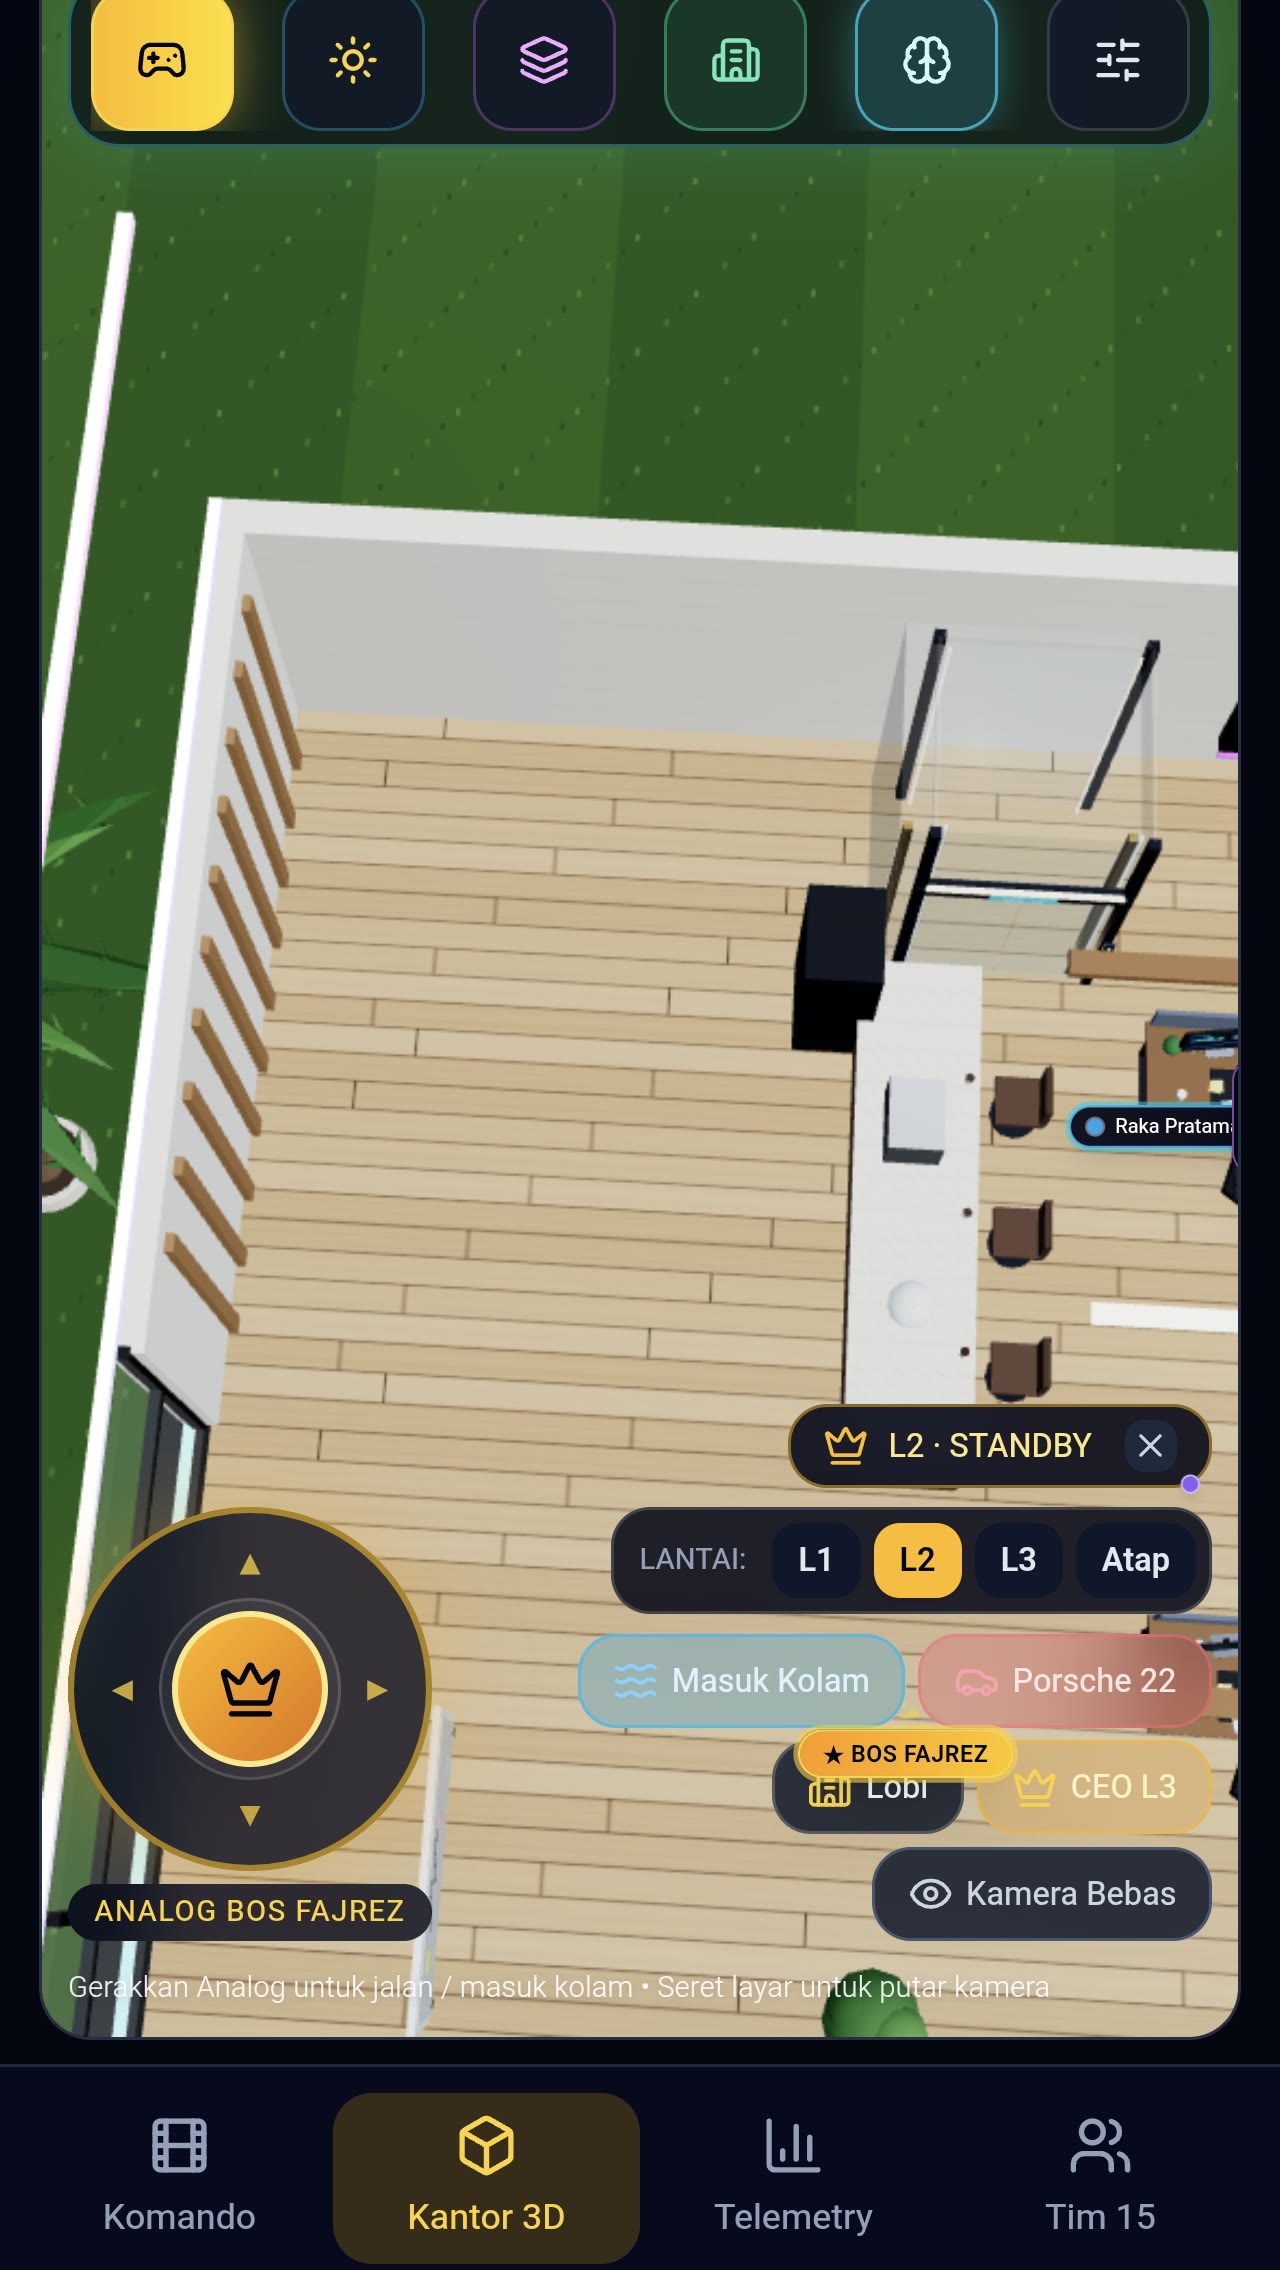 Raka Pratam
L2 · STANDBY
LANTAI: L1 L2 L3 Atap
Masuk Kolam
Porsche 22
★ BOS FAJREZ
Lobi
CEO L3
Kamera Bebas
ANALOG BOS FAJREZ
Gerakkan Analog untuk jalan / masuk kolam • Seret layar untuk putar kamera
Komando
Kantor 3D
Telemetry
Tim 15